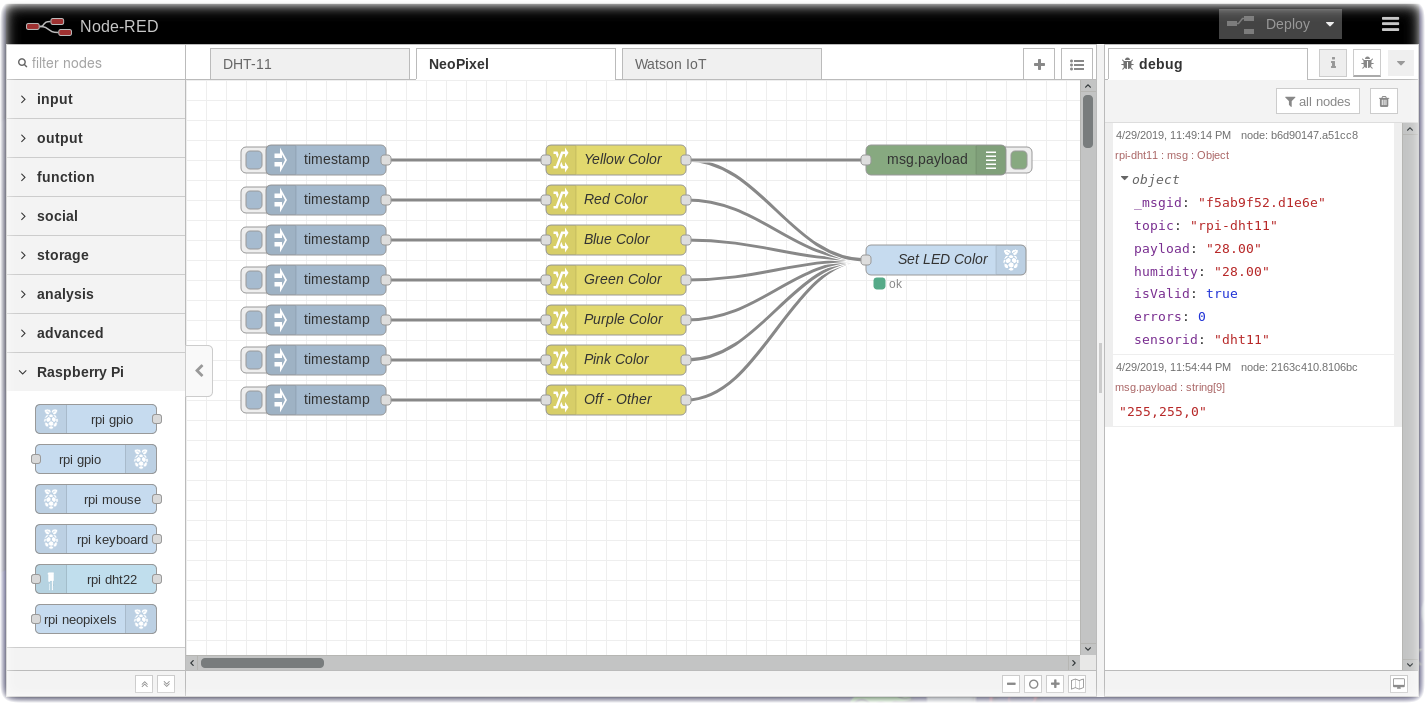 Node-RED
Deploy
filter nodes
DHT-11
NeoPixel
Watson IoT
debug
i
all nodes
input
output
function
social
storage
analysis
advanced
Raspberry Pi
rpi gpio
rpi gpio
rpi mouse
rpi keyboard
rpi dht22
rpi neopixels
timestamp
Yellow Color
msg.payload
timestamp
Red Color
timestamp
Blue Color
Set LED Color
timestamp
Green Color
ok
timestamp
Purple Color
timestamp
Pink Color
timestamp
Off - Other
4/29/2019, 11:49:14 PM node: b6d90147.a51cc8
rpi-dht11 : msg : Object
object
_msgid: "f5ab9f52.d1e6e"
topic: "rpi-dht11"
payload: "28.00"
humidity: "28.00"
isValid: true
errors: 0
sensorid: "dht11"
4/29/2019, 11:54:44 PM node: 2163c410.8106bc
msg.payload : string[9]
"255,255,0"